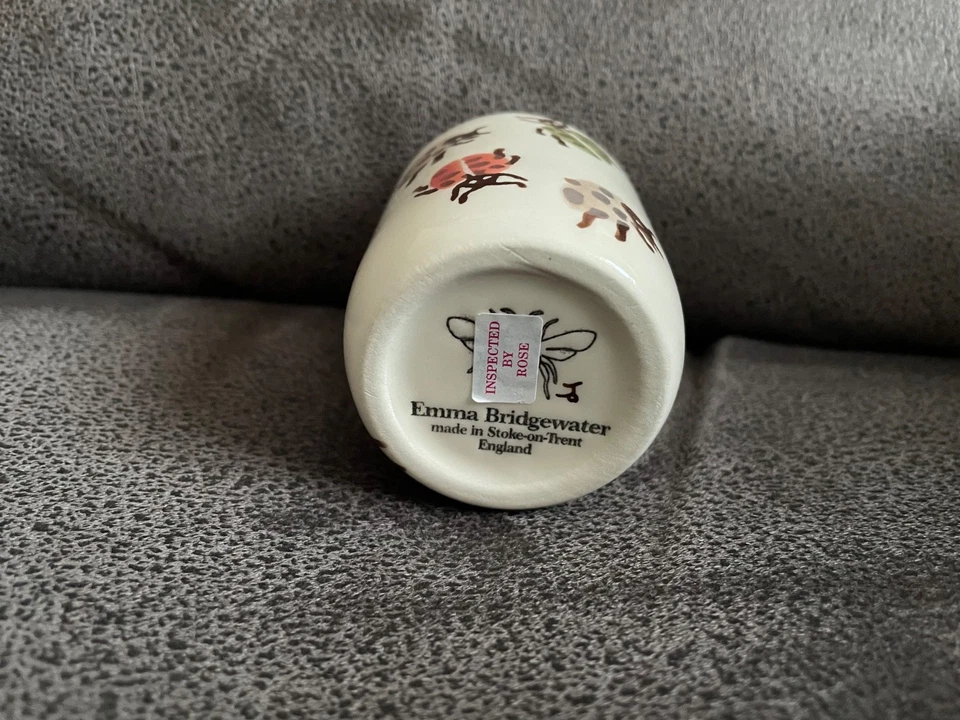 INSPECTED
BY
ROSE
Emma Bridgewater
made in Stoke-on-Trent
England